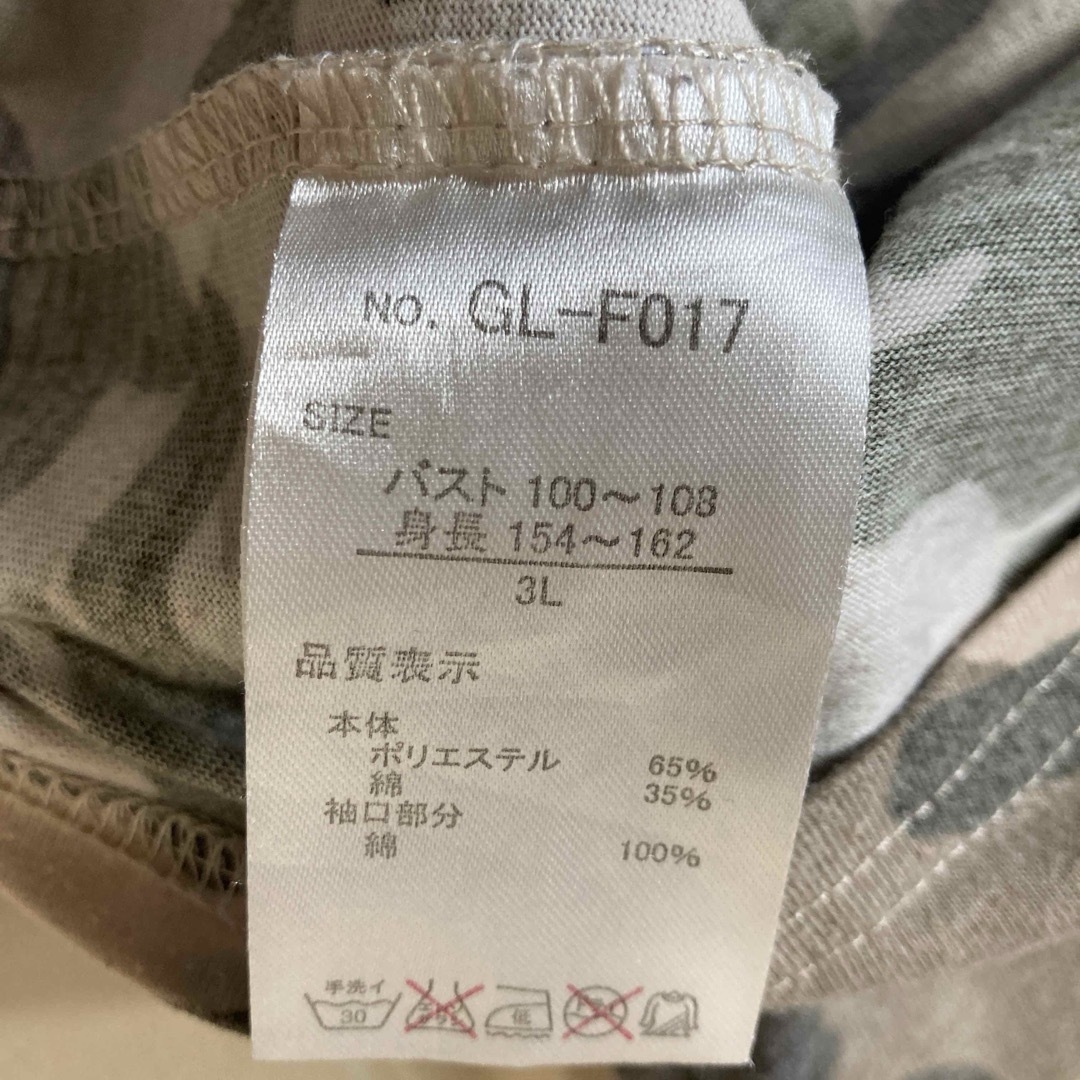 NO. GL-F017
SIZE
バスト 100～108
身長 154～162
3L
品質表示
本体
ポリエステル 65%
綿 35%
袖口部分
綿 100%
手洗イ
30
低